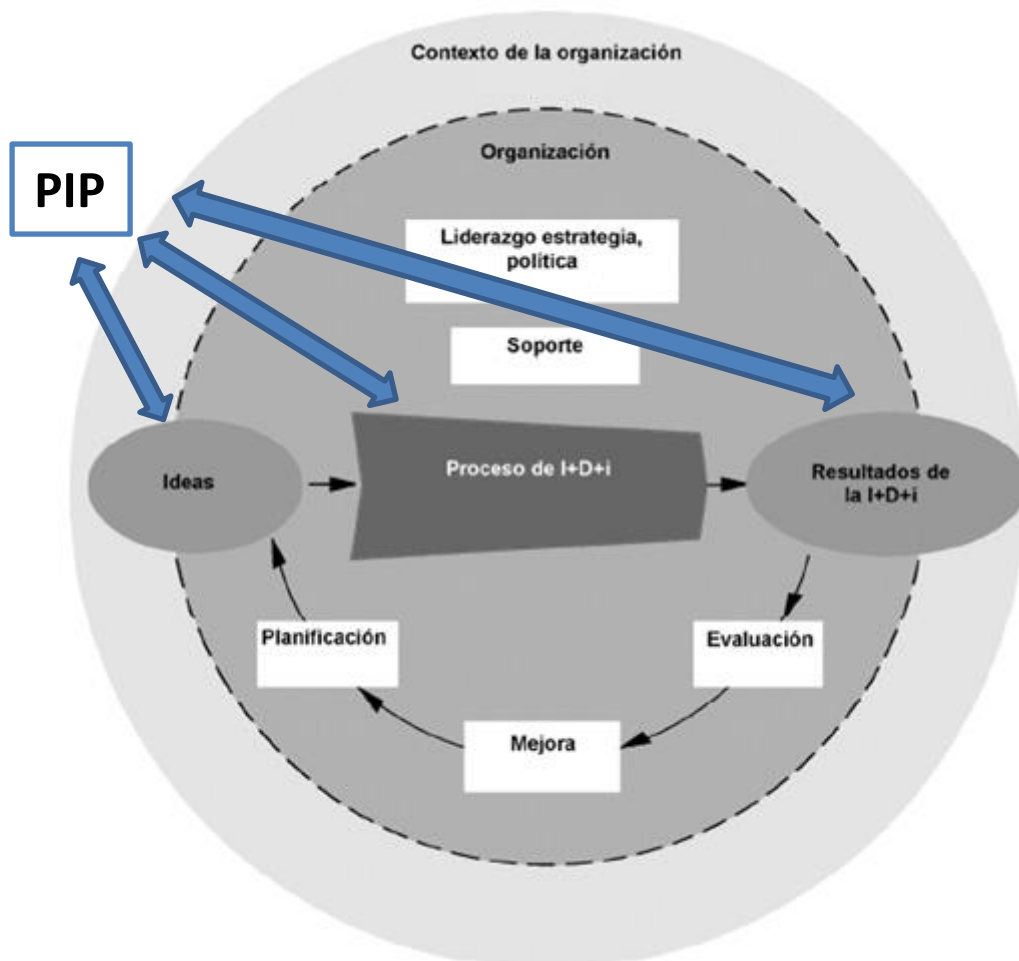 Contexto de la organización
Organización
PIP
Liderazgo estrategia,
política
Soporte
Ideas
Proceso de I+D+i
Resultados de
la I+D+i
Planificación
Evaluación
Mejora